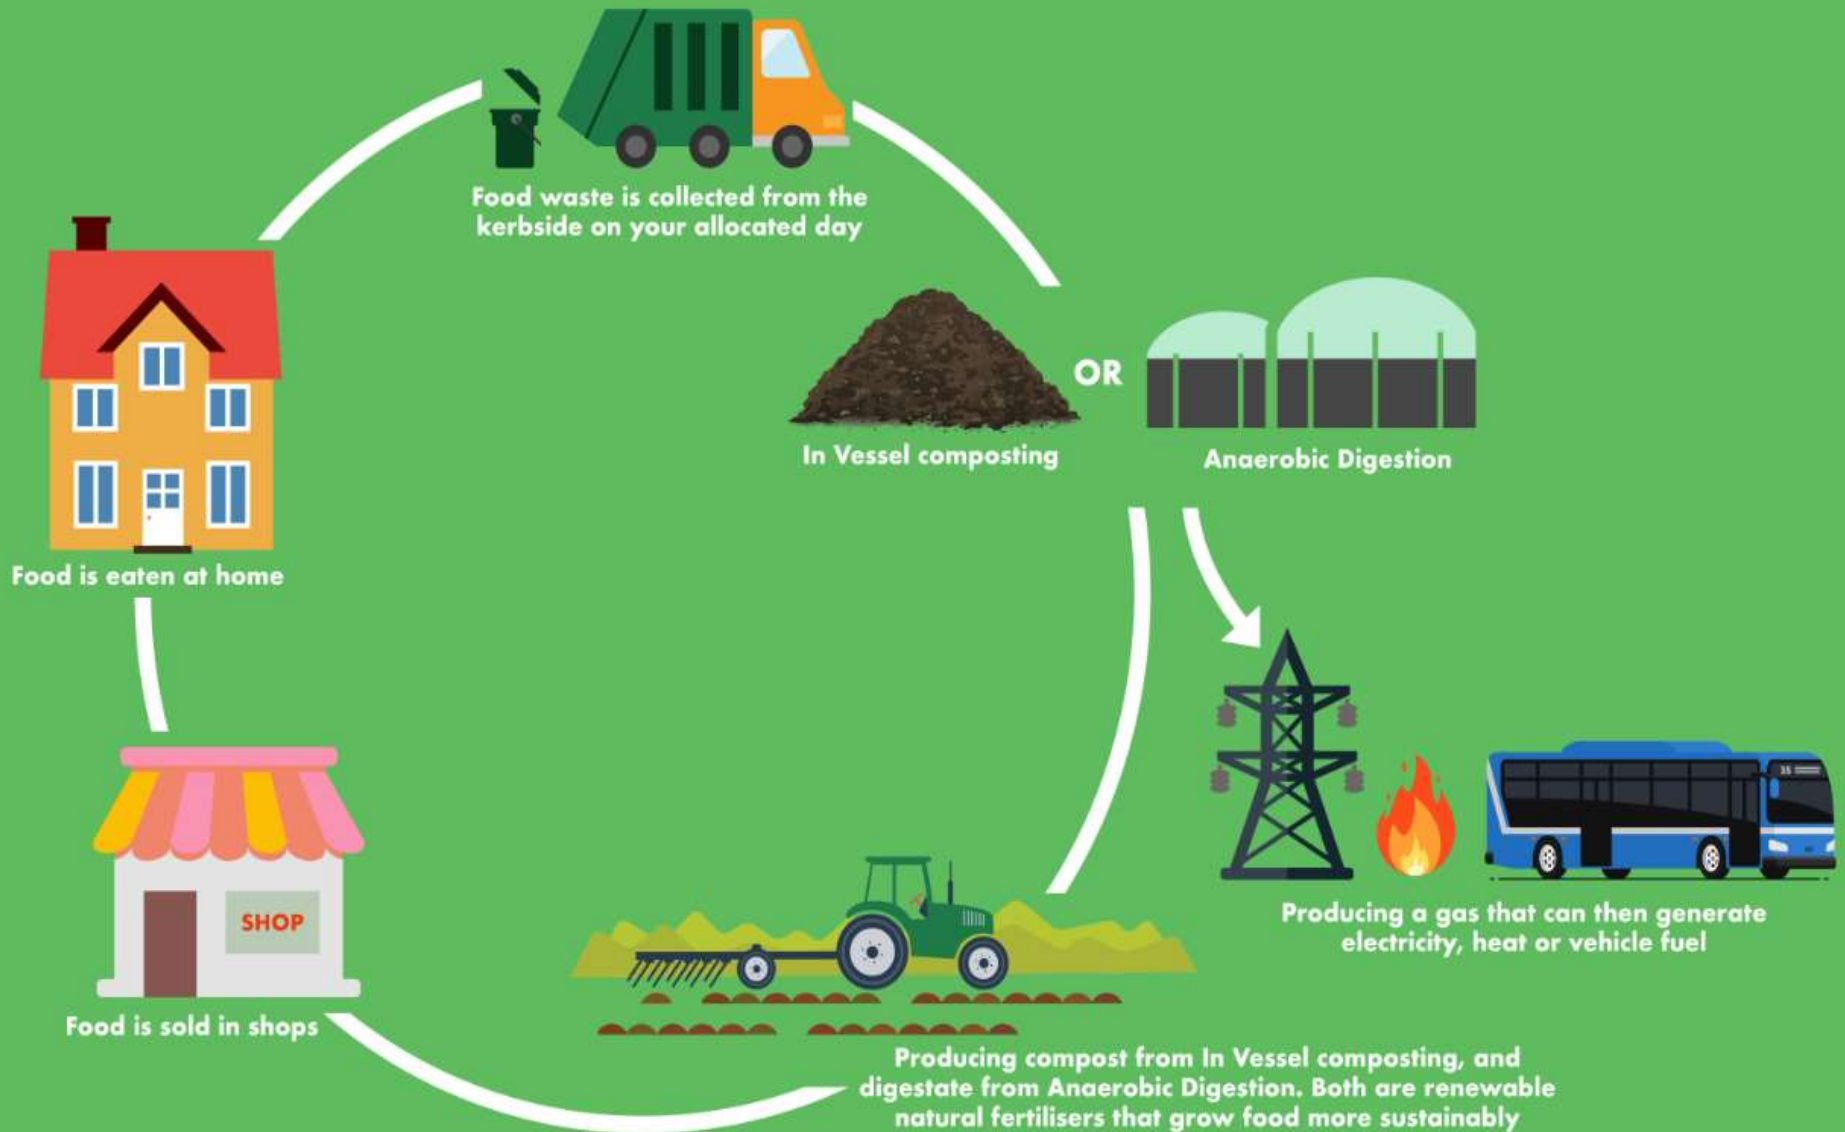 Food waste is collected from the
kerbside on your allocated day
OR
In Vessel composting
Anaerobic Digestion
Food is eaten at home
35
SHOP
Producing a gas that can then generate
electricity, heat or vehicle fuel
Food is sold in shops
Producing compost from In Vessel composting, and
digestate from Anaerobic Digestion. Both are renewable
natural fertilisers that grow food more sustainably